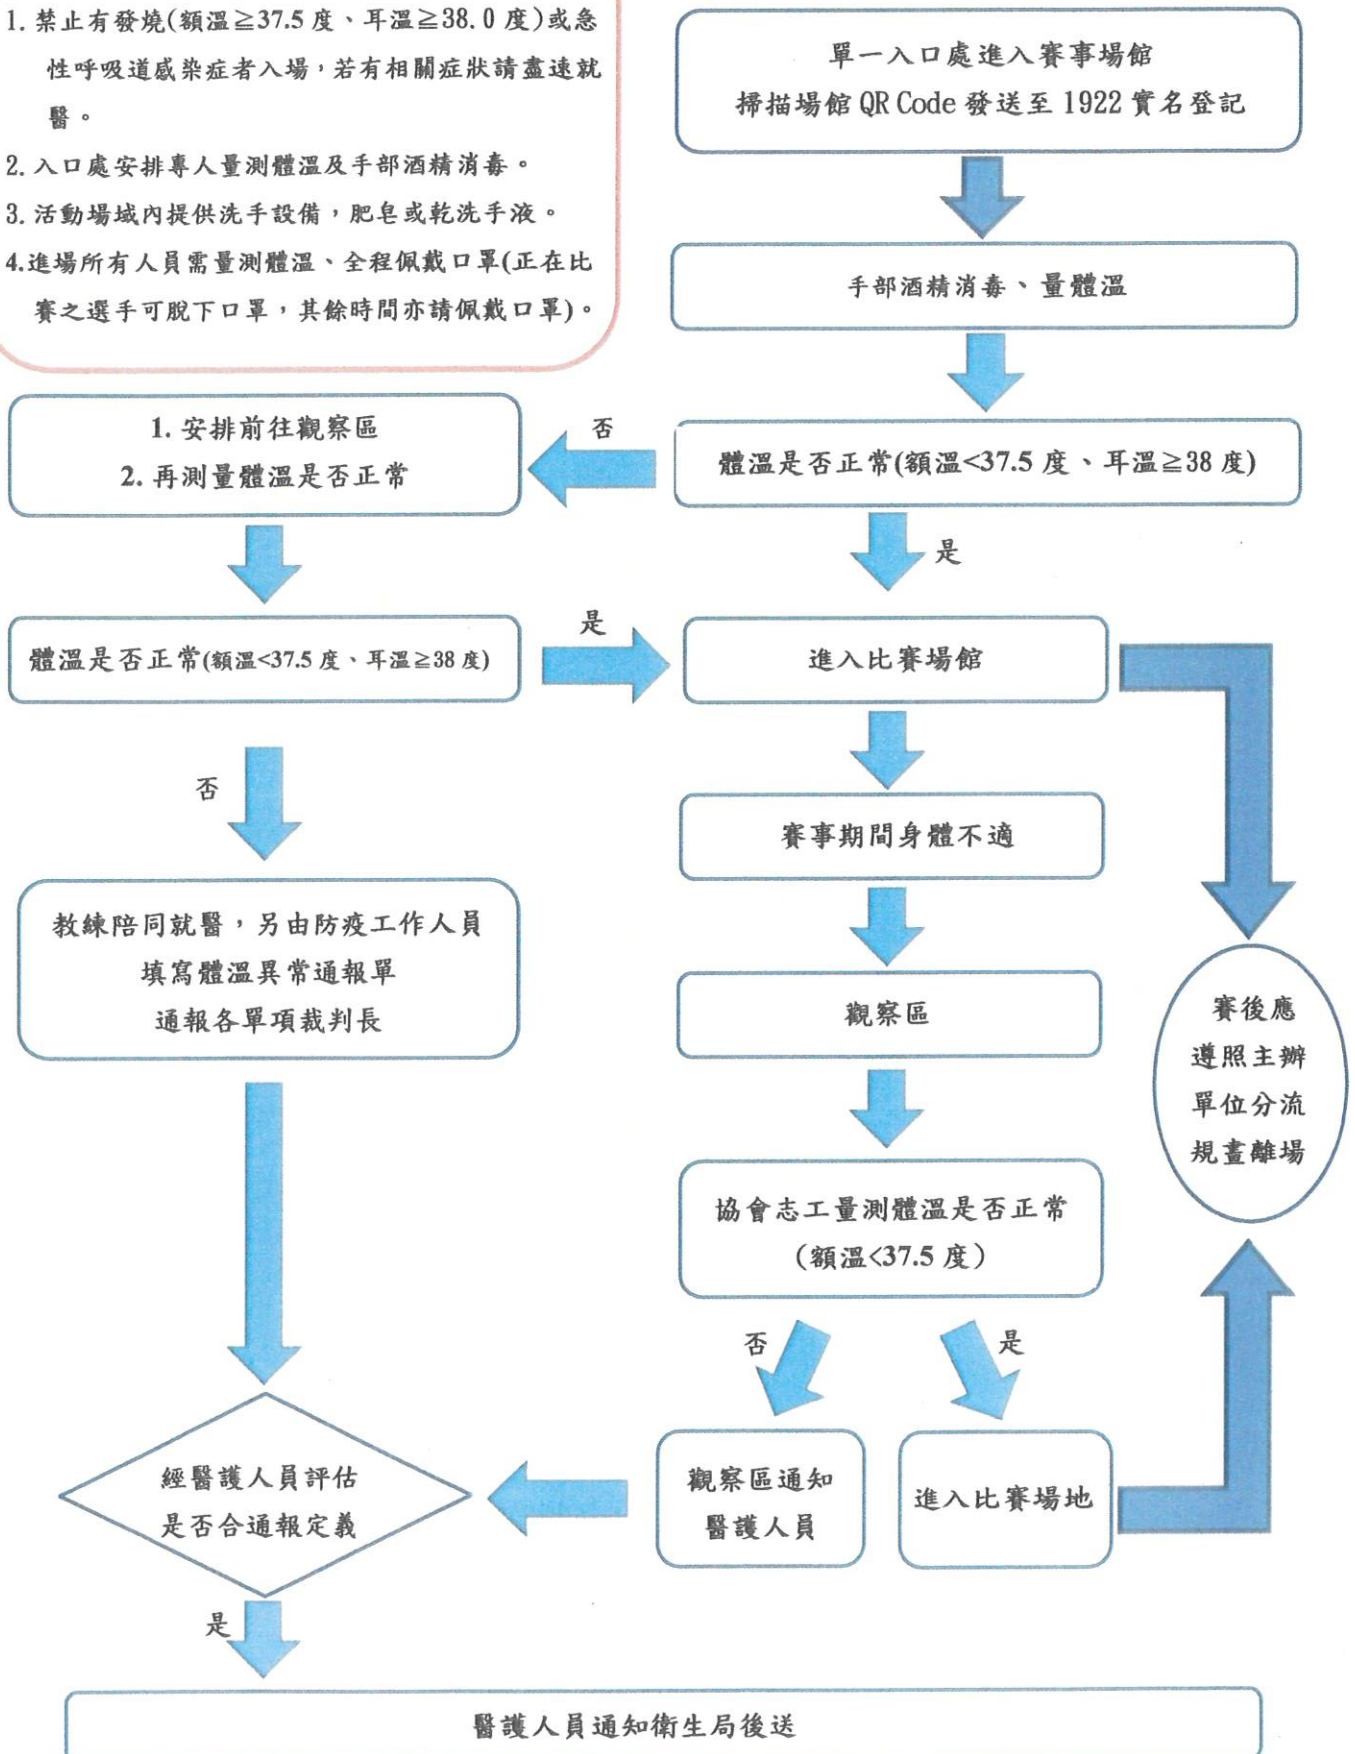 1. 禁止有發燒(額溫≧37.5 度、耳溫≧38.0 度)或急
性呼吸道感染症者入場，若有相關症狀請盡速就
醫。
2. 入口處安排專人量測體溫及手部酒精消毒。
3. 活動場域內提供洗手設備，肥皂或乾洗手液。
4.進場所有人員需量測體溫、全程佩戴口罩(正在比
賽之選手可脫下口罩，其餘時間亦請佩戴口罩)。
單一入口處進入賽事場館
掃描場館 QR Code 發送至 1922 實名登記
手部酒精消毒、量體溫
體溫是否正常(額溫<37.5 度、耳溫≧38 度)
否
1. 安排前往觀察區
2. 再測量體溫是否正常
是
體溫是否正常(額溫<37.5 度、耳溫≧38 度)
是
進入比賽場館
否
賽事期間身體不適
教練陪同就醫，另由防疫工作人員
填寫體溫異常通報單
通報各單項裁判長
觀察區
賽後應
遵照主辦
單位分流
規畫離場
協會志工量測體溫是否正常
(額溫<37.5 度)
否
是
觀察區通知
醫護人員
進入比賽場地
經醫護人員評估
是否合通報定義
是
醫護人員通知衛生局後送